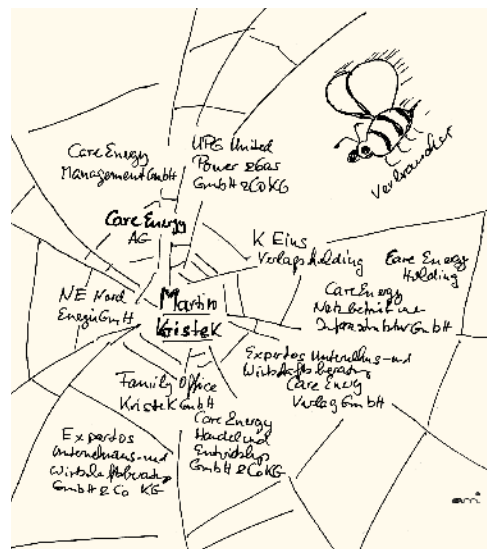 Care Energy
Management GmbH
UPG United
Power & Gas
GmbH & Co KG
Verbraucher
Care Energy
AG
K Eins
Verlagsholding
Care Energy
Holding
Care Energy
Netzbetrieb und
Infrastruktur GmbH
NE Nord
Energie GmbH
Martin
Kristek
Expertos Unternehmens- und
Wirtschaftsberatung
Care Energy
Verlag GmbH
Family Office
Kristek GmbH
Care Energy
Handel und
Entwicklungs
GmbH & Co KG
Expertos
Unternehmens- und
Wirtschaftsberatung
GmbH & Co KG